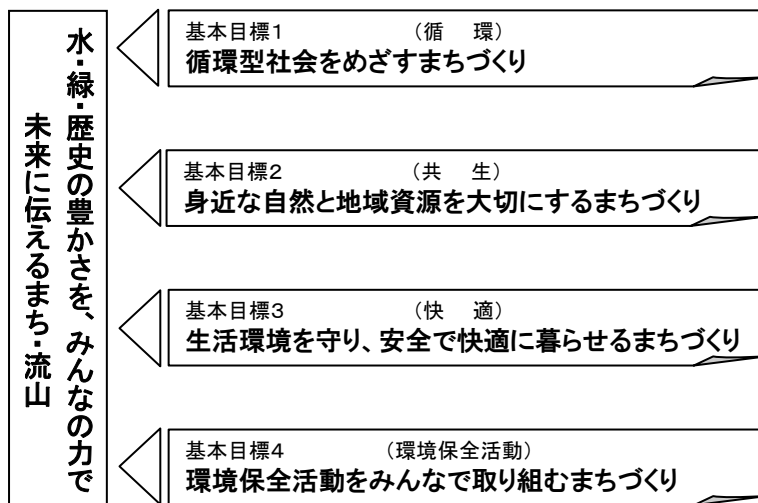 水・緑・歴史の豊かさを、みんなの力で
未来に伝えるまち・流山
基本目標1 (循 環)
循環型社会をめざすまちづくり
基本目標2 (共 生)
身近な自然と地域資源を大切にするまちづくり
基本目標3 (快 適)
生活環境を守り、安全で快適に暮らせるまちづくり
基本目標4 (環境保全活動)
環境保全活動をみんなで取り組むまちづくり